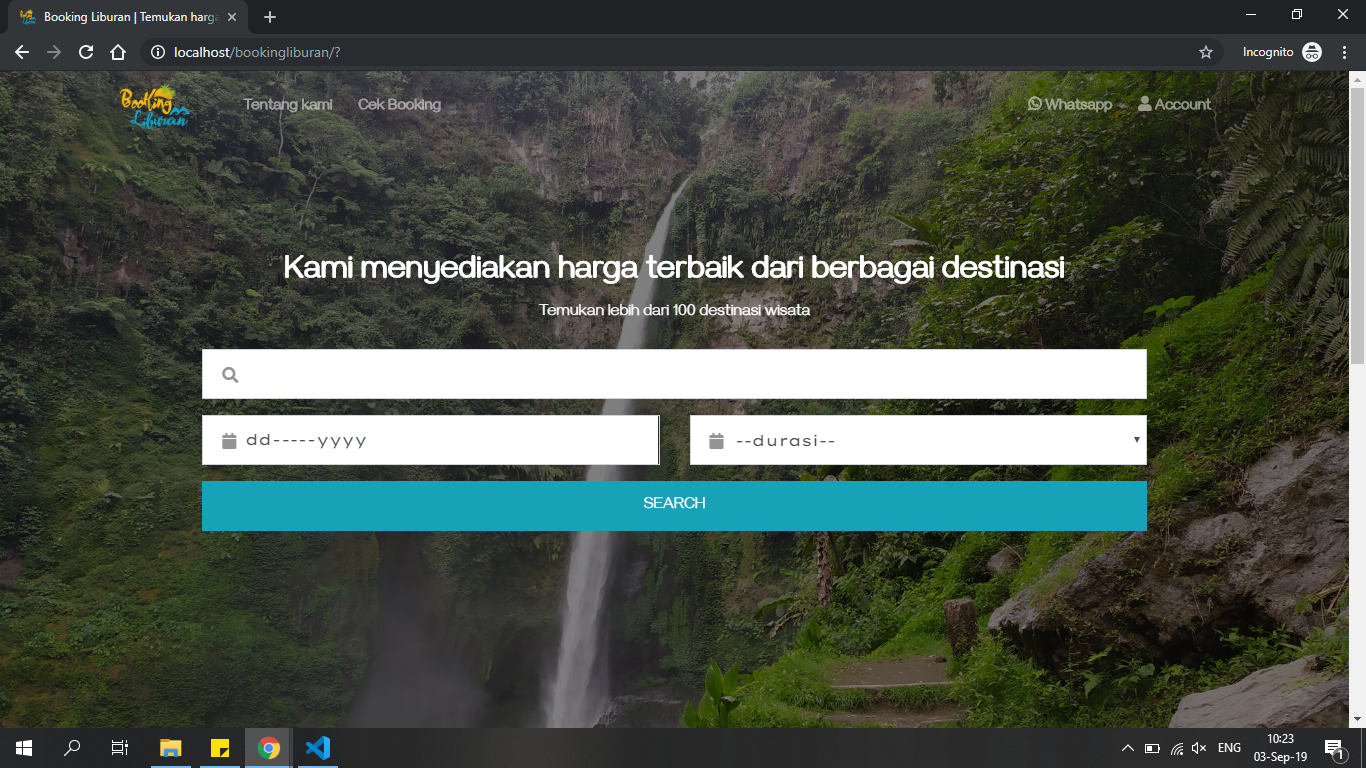 Booking Liburan | Temukan harga
localhost/bookingliburan/?
Incognito
Booking
Liburan
Tentang kami
Cek Booking
Whatsapp
Account
Kami menyediakan harga terbaik dari berbagai destinasi
Temukan lebih dari 100 destinasi wisata
dd-----yyyy
--durasi--
SEARCH
ENG
10:23
03-Sep-19
1